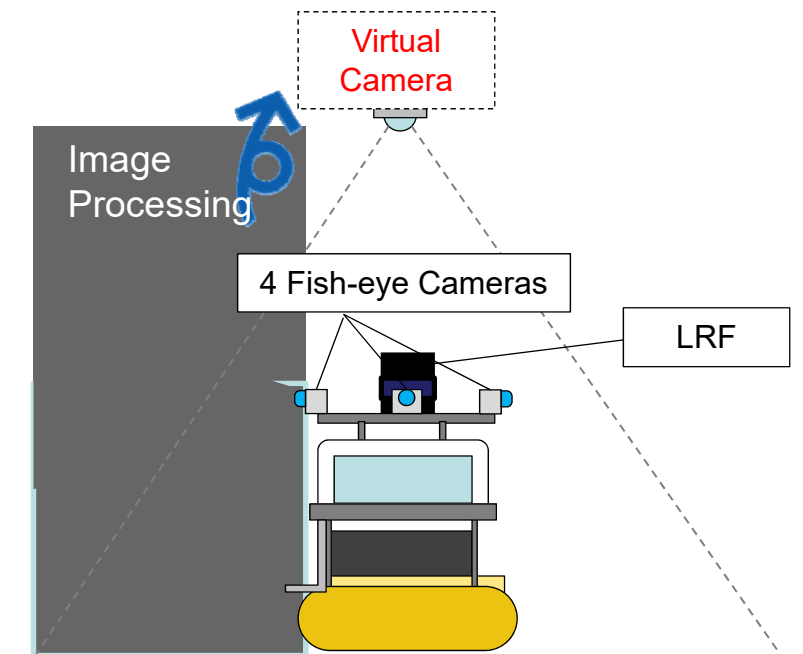 Virtual
Camera
Image
Processing
4 Fish-eye Cameras
LRF